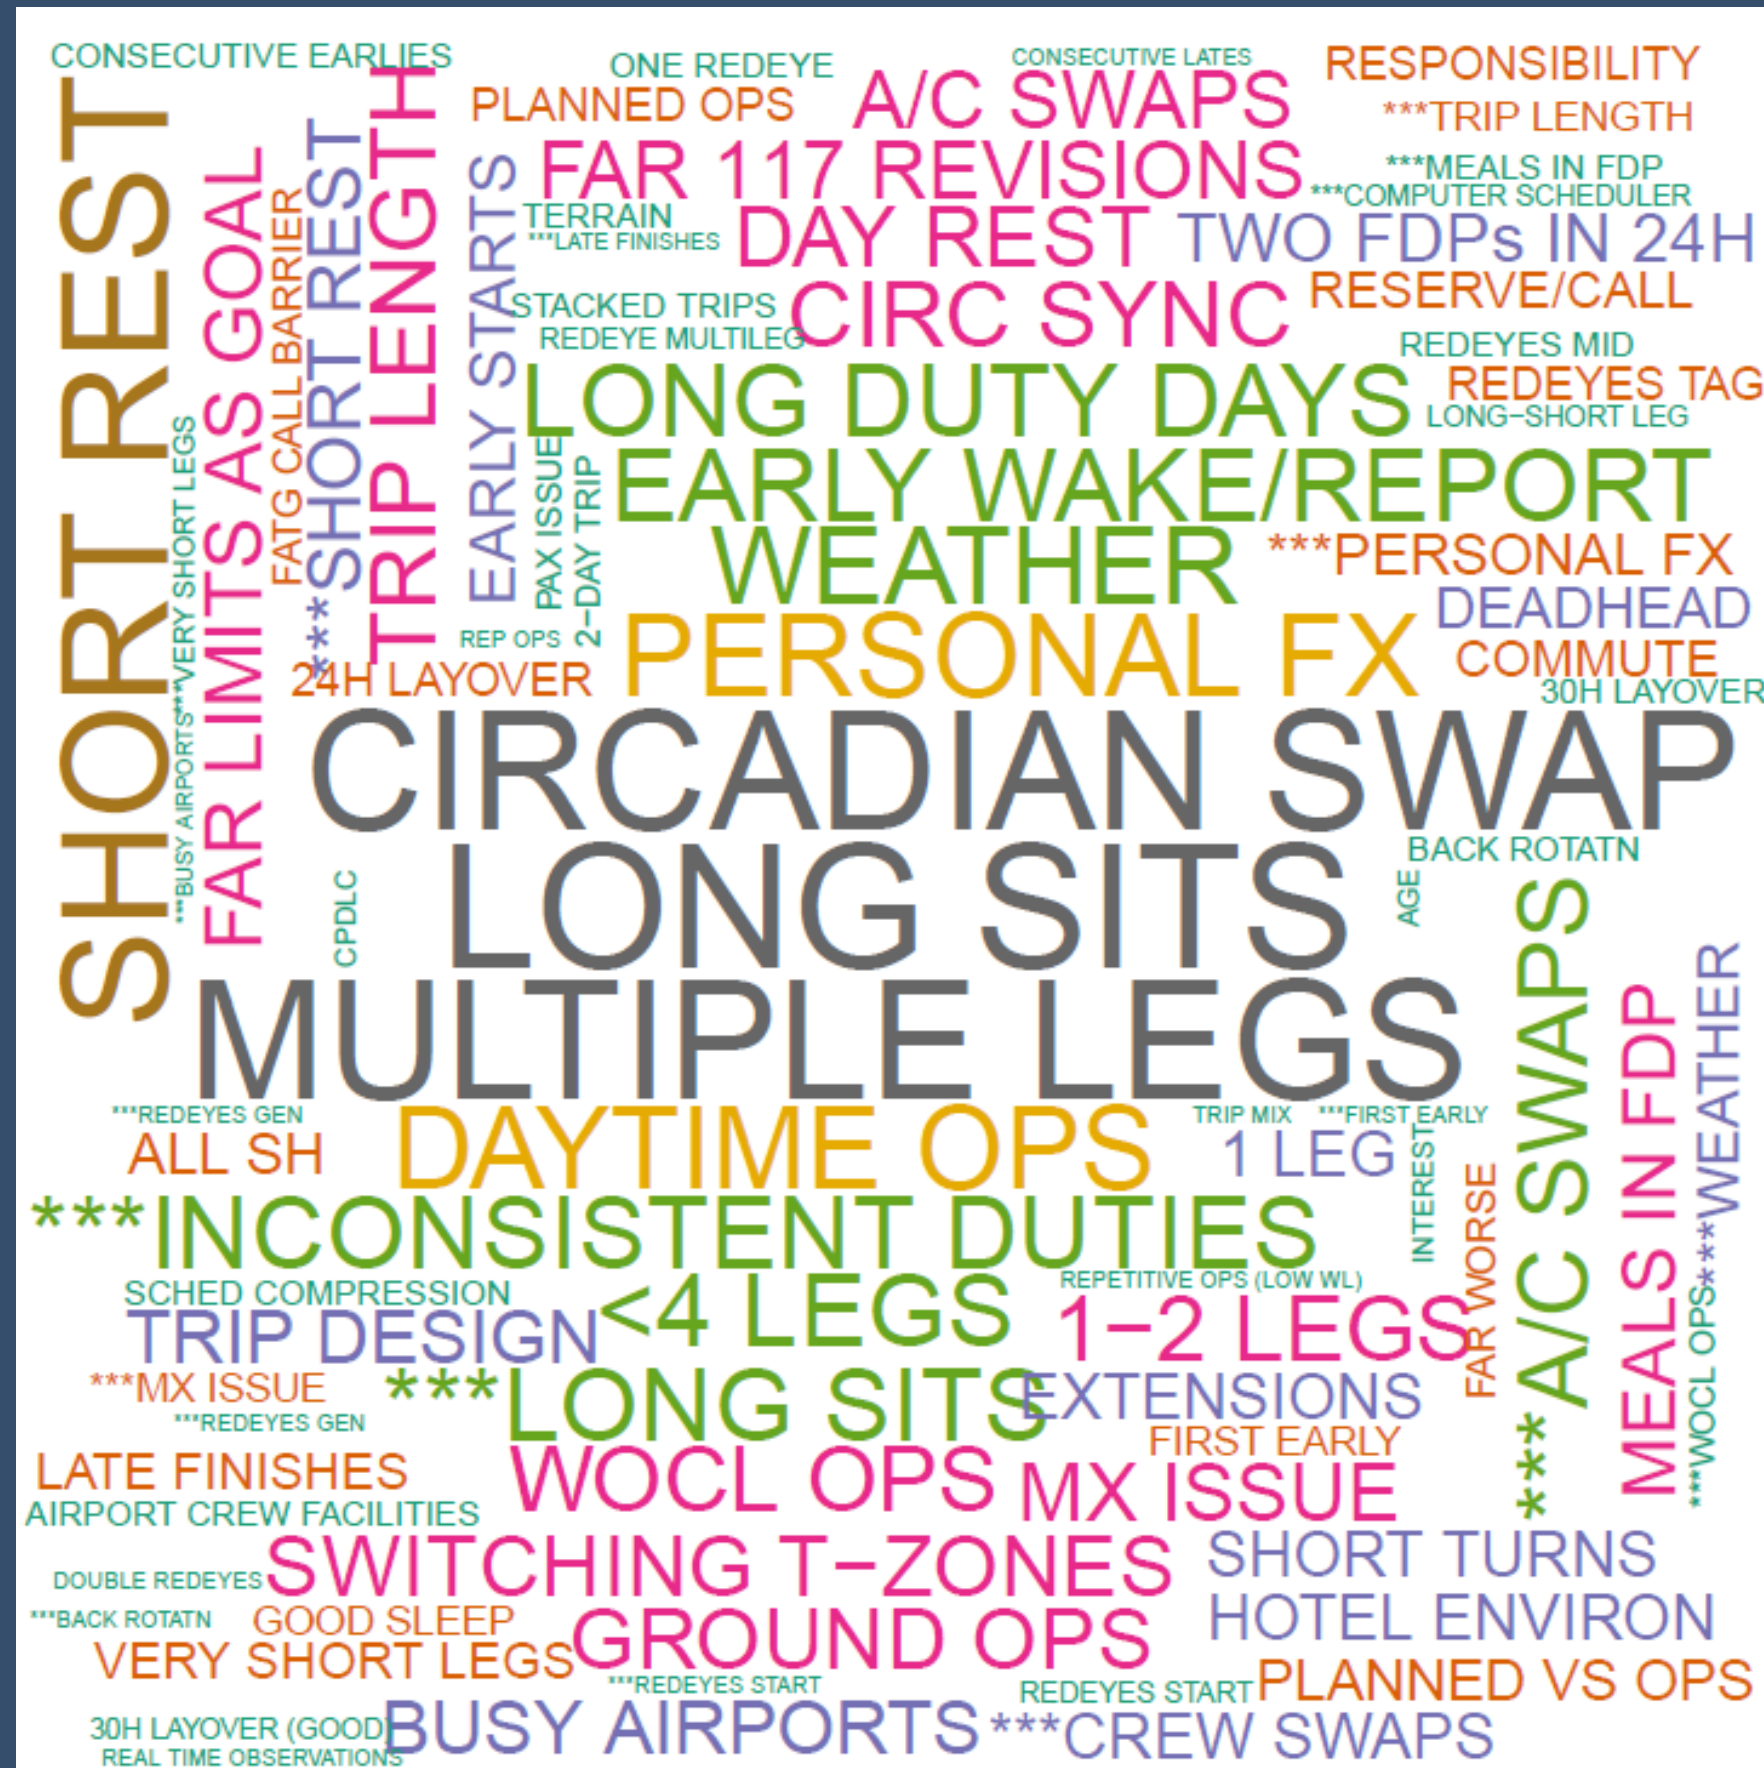 CONSECUTIVE EARLIES
ONE REDEYE
CONSECUTIVE LATES
RESPONSIBILITY
PLANNED OPS
A/C SWAPS
***TRIP LENGTH
FAR 117 REVISIONS
***MEALS IN FDP
***COMPUTER SCHEDULER
TERRAIN
***LATE FINISHES
DAY REST
TWO FDPs IN 24H
STACKED TRIPS
CIRC SYNC
RESERVE/CALL
REDEYE MULTILEG
REDEYES MID
LONG DUTY DAYS
REDEYES TAG
LONG−SHORT LEG
SHORT REST
***VERY SHORT LEGS
***BUSY AIRPORTS
FAR LIMITS AS GOAL
FATG CALL BARRIER
***SHORT REST
TRIP LENGTH
EARLY STARTS
PAX ISSUE
2−DAY TRIP
EARLY WAKE/REPORT
WEATHER
***PERSONAL FX
DEADHEAD
REP OPS
PERSONAL FX
COMMUTE
24H LAYOVER
30H LAYOVER
CIRCADIAN SWAP
LONG SITS
BACK ROTATN
CPDLC
AGE
MULTIPLE LEGS
***A/C SWAPS
MEALS IN FDP
***WEATHER
***WOCL OPS
***REDEYES GEN
DAYTIME OPS
TRIP MIX
***FIRST EARLY
ALL SH
1 LEG
INTEREST
FAR WORSE
***INCONSISTENT DUTIES
SCHED COMPRESSION
<4 LEGS
REPETITIVE OPS (LOW WL)
TRIP DESIGN
1−2 LEGS
***MX ISSUE
***LONG SITS
EXTENSIONS
***REDEYES GEN
FIRST EARLY
LATE FINISHES
WOCL OPS
MX ISSUE
AIRPORT CREW FACILITIES
SWITCHING T−ZONES
SHORT TURNS
DOUBLE REDEYES
***BACK ROTATN
GOOD SLEEP
GROUND OPS
HOTEL ENVIRON
VERY SHORT LEGS
***REDEYES START
REDEYES START
PLANNED VS OPS
30H LAYOVER (GOOD)
BUSY AIRPORTS
***CREW SWAPS
REAL TIME OBSERVATIONS